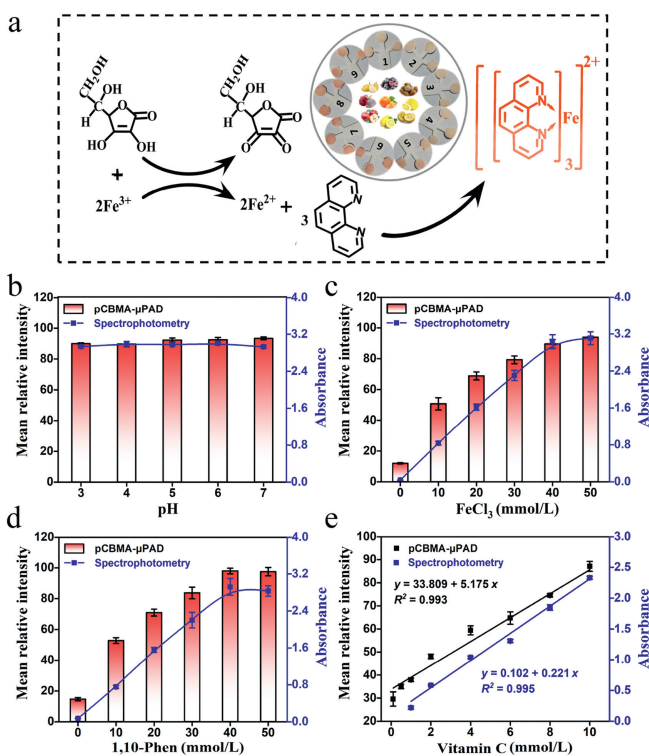 a
CH₂OH
OH
H
O
O
HO
OH
+
2Fe³⁺
CH₂OH
OH
H
O
O
O
O
2Fe²⁺ + 3
N
N
1
2
3
4
5
6
7
8
9
N
N
Fe
3
2+
b
pCBMA-μPAD
Spectrophotometry
Mean relative intensity
120
100
80
60
40
20
0
4.0
3.2
2.4
1.6
0.8
0.0
Absorbance
3 4 5 6 7
pH
c
pCBMA-μPAD
Spectrophotometry
Mean relative intensity
120
100
80
60
40
20
0
4.0
3.2
2.4
1.6
0.8
0.0
Absorbance
0 10 20 30 40 50
FeCl₃ (mmol/L)
d
pCBMA-μPAD
Spectrophotometry
Mean relative intensity
120
100
80
60
40
20
0
4.0
3.2
2.4
1.6
0.8
0.0
Absorbance
0 10 20 30 40 50
1,10-Phen (mmol/L)
e
pCBMA-μPAD
Spectrophotometry
y = 33.809 + 5.175 x
R² = 0.993
y = 0.102 + 0.221 x
R² = 0.995
Mean relative intensity
100
90
80
70
60
50
40
30
20
3.0
2.5
2.0
1.5
1.0
0.5
0.0
Absorbance
0 2 4 6 8 10
Vitamin C (mmol/L)